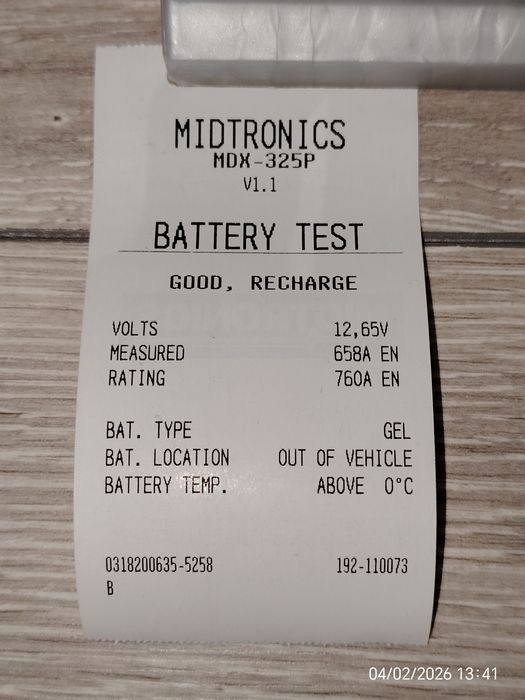 MIDTRONICS
MDX-325P
V1.1
BATTERY TEST
GOOD, RECHARGE
VOLTS 12,65V
MEASURED 658A EN
RATING 760A EN
BAT. TYPE GEL
BAT. LOCATION OUT OF VEHICLE
BATTERY TEMP. ABOVE 0°C
0318200635-5258 192-110073
B
04/02/2026 13:41